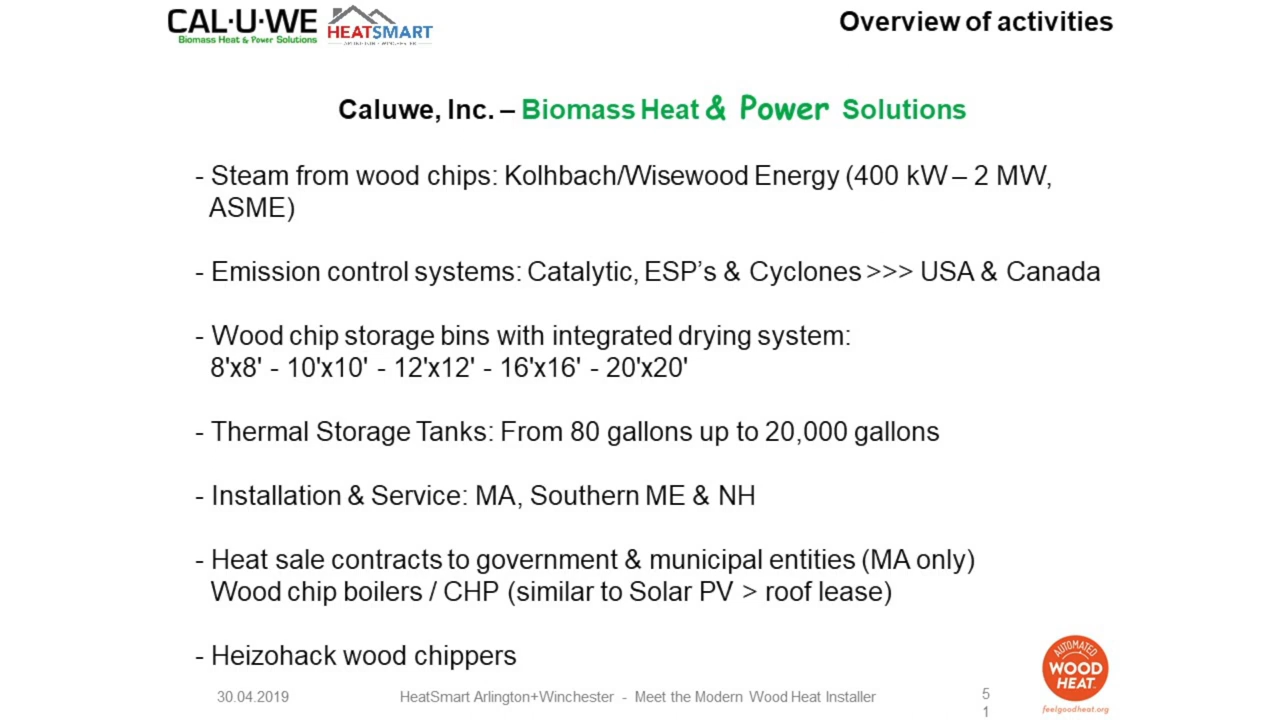 CAL·U·WE
Biomass Heat & Power Solutions
HEATSMART
ARLINGTON + WINCHESTER
Overview of activities
Caluwe, Inc. – Biomass Heat & Power Solutions
- Steam from wood chips: Kolhbach/Wisewood Energy (400 kW – 2 MW,
ASME)
- Emission control systems: Catalytic, ESP’s & Cyclones >>> USA & Canada
- Wood chip storage bins with integrated drying system:
8'x8' - 10'x10' - 12'x12' - 16'x16' - 20'x20'
- Thermal Storage Tanks: From 80 gallons up to 20,000 gallons
- Installation & Service: MA, Southern ME & NH
- Heat sale contracts to government & municipal entities (MA only)
Wood chip boilers / CHP (similar to Solar PV > roof lease)
- Heizohack wood chippers
AUTOMATED
WOOD
HEAT
feelgoodheat.org
30.04.2019
HeatSmart Arlington+Winchester - Meet the Modern Wood Heat Installer
5
1